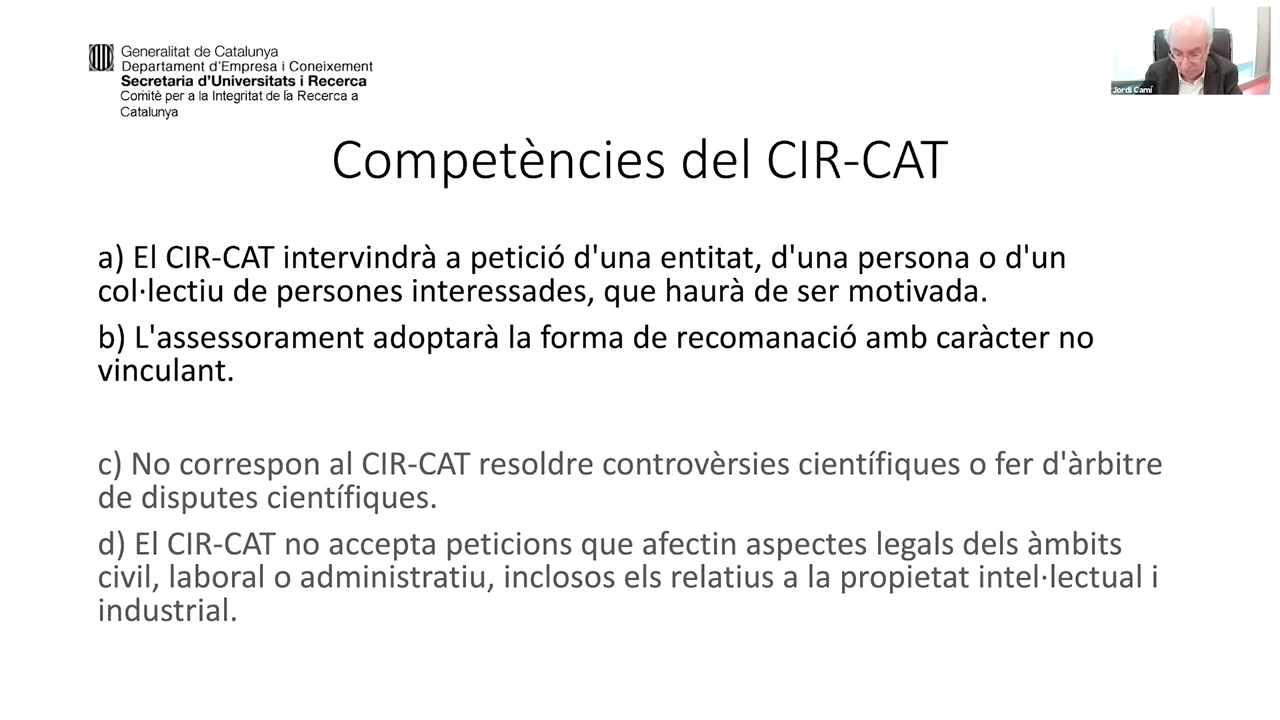 Generalitat de Catalunya
Departament d'Empresa i Coneixement
Secretaria d'Universitats i Recerca
Comitè per a la Integritat de la Recerca a
Catalunya
Jordi Camí
Competències del CIR-CAT
a) El CIR-CAT intervindrà a petició d'una entitat, d'una persona o d'un
col·lectiu de persones interessades, que haurà de ser motivada.
b) L'assessorament adoptarà la forma de recomanació amb caràcter no
vinculant.
c) No correspon al CIR-CAT resoldre controvèrsies científiques o fer d'àrbitre
de disputes científiques.
d) El CIR-CAT no accepta peticions que afectin aspectes legals dels àmbits
civil, laboral o administratiu, inclosos els relatius a la propietat intel·lectual i
industrial.